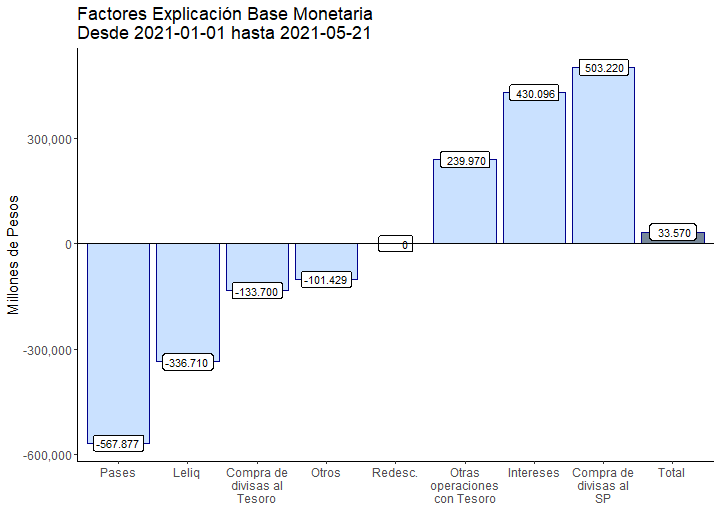 Factores Explicación Base Monetaria
Desde 2021-01-01 hasta 2021-05-21
Millones de Pesos
300,000
0
-300,000
-600,000
-567.877
-336.710
-133.700
-101.429
0
239.970
430.096
503.220
33.570
Pases
Leliq
Compra de
divisas al
Tesoro
Otros
Redesc.
Otras
operaciones
con Tesoro
Intereses
Compra de
divisas al
SP
Total